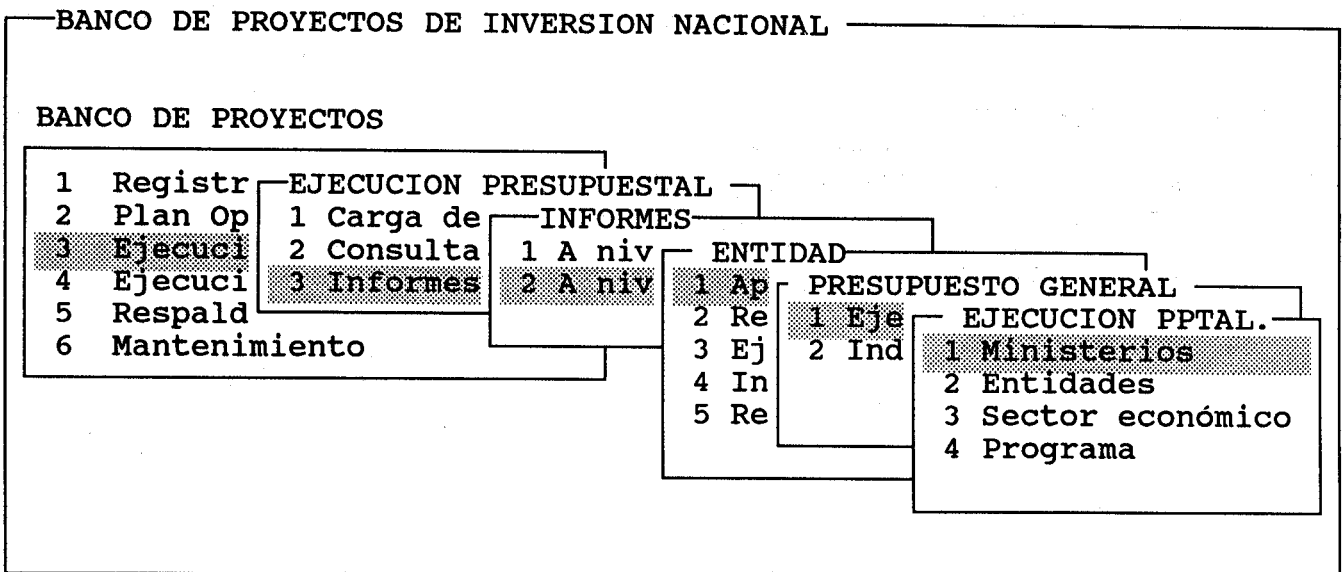 BANCO DE PROYECTOS DE INVERSION NACIONAL
BANCO DE PROYECTOS
1 Registr
2 Plan Op
3 Ejecuci
4 Ejecuci
5 Respald
6 Mantenimiento
EJECUCION PRESUPUESTAL
1 Carga de
2 Consulta
3 Informes
INFORMES
1 A niv
2 A niv
ENTIDAD
1 Ap
2 Re
3 Ej
4 In
5 Re
PRESUPUESTO GENERAL
1 Eje
2 Ind
EJECUCION PPTAL.
1 Ministerios
2 Entidades
3 Sector económico
4 Programa